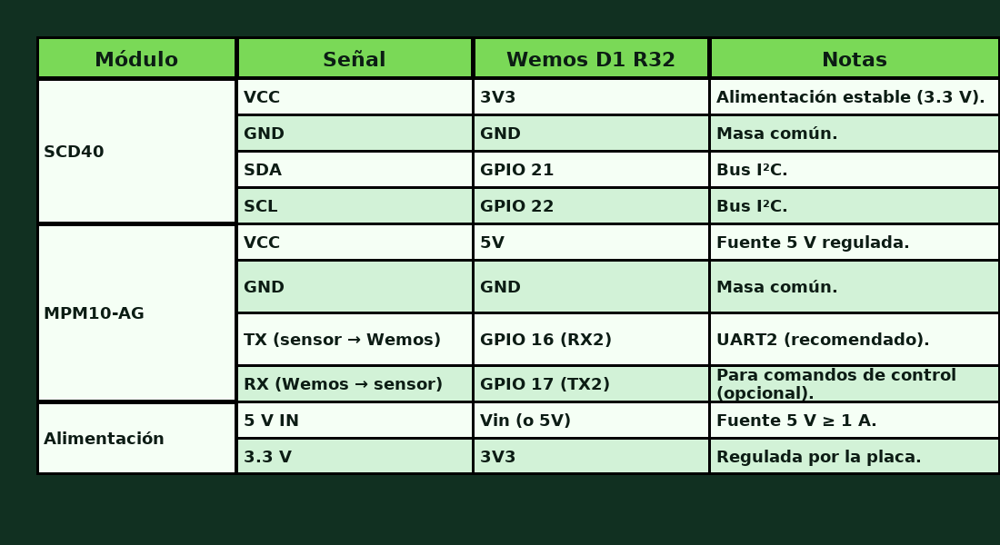 Módulo Señal Wemos D1 R32 Notas
SCD40
VCC 3V3 Alimentación estable (3.3 V).
GND GND Masa común.
SDA GPIO 21 Bus I²C.
SCL GPIO 22 Bus I²C.
MPM10-AG
VCC 5V Fuente 5 V regulada.
GND GND Masa común.
TX (sensor → Wemos) GPIO 16 (RX2) UART2 (recomendado).
RX (Wemos → sensor) GPIO 17 (TX2) Para comandos de control
(opcional).
Alimentación
5 V IN Vin (o 5V) Fuente 5 V ≥ 1 A.
3.3 V 3V3 Regulada por la placa.